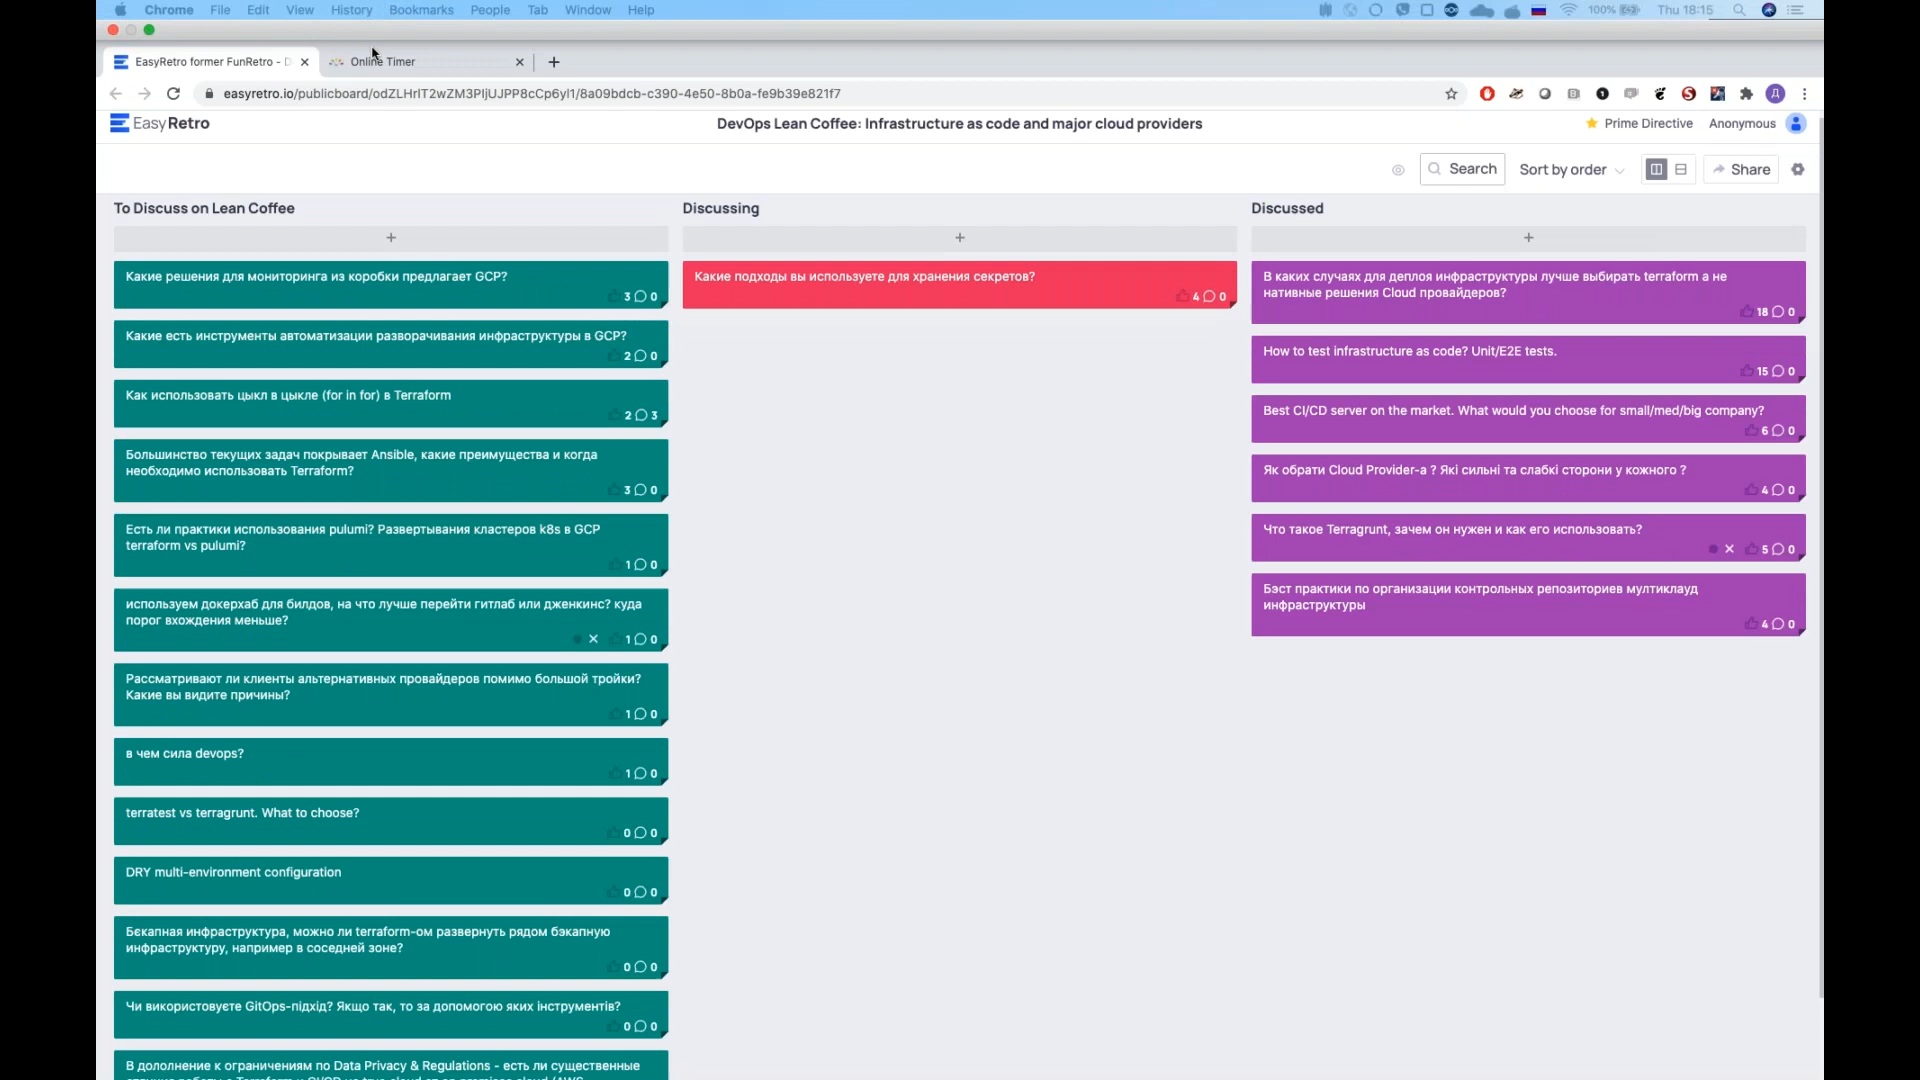 Chrome File Edit View History Bookmarks People Tab Window Help 100% Thu 18:15
EasyRetro former FunRetro - D Online Timer
easyretro.io/publicboard/odZLHrIT2wZM3PIjUJPP8cCp6yl1/8a09bdcb-c390-4e50-8b0a-fe9b39e821f7
EasyRetro DevOps Lean Coffee: Infrastructure as code and major cloud providers Prime Directive Anonymous
Search Sort by order Share
To Discuss on Lean Coffee
+
Какие решения для мониторинга из коробки предлагает GCP?
3 0
Какие есть инструменты автоматизации разворачивания инфраструктуры в GCP?
2 0
Как использовать цыкл в цыкле (for in for) в Terraform
2 3
Большинство текущих задач покрывает Ansible, какие преимущества и когда
необходимо использовать Terraform?
3 0
Есть ли практики использования pulumi? Развертывания кластеров k8s в GCP
terraform vs pulumi?
1 0
используем докерхаб для билдов, на что лучше перейти гитлаб или дженкинс? куда
порог вхождения меньше?
1 0
Рассматривают ли клиенты альтернативных провайдеров помимо большой тройки?
Какие вы видите причины?
1 0
в чем сила devops?
1 0
terratest vs terragrunt. What to choose?
0 0
DRY multi-environment configuration
0 0
Бєкапная инфраструктура, можно ли terraform-ом развернуть рядом бэкапную
инфраструктуру, например в соседней зоне?
0 0
Чи використовуєте GitOps-підхід? Якщо так, то за допомогою яких інструментів?
0 0
В дололнение к ограничениям по Data Privacy & Regulations - есть ли существенные
Discussing
+
Какие подходы вы используете для хранения секретов?
4 0
Discussed
+
В каких случаях для деплоя инфраструктуры лучше выбирать terraform а не
нативные решения Cloud провайдеров?
18 0
How to test infrastructure as code? Unit/E2E tests.
15 0
Best CI/CD server on the market. What would you choose for small/med/big company?
6 0
Як обрати Cloud Provider-а ? Які сильні та слабкі сторони у кожного ?
4 0
Что такое Terragrunt, зачем он нужен и как его использовать?
5 0
Бэст практики по организации контрольных репозиториев мултиклауд
инфраструктуры
4 0